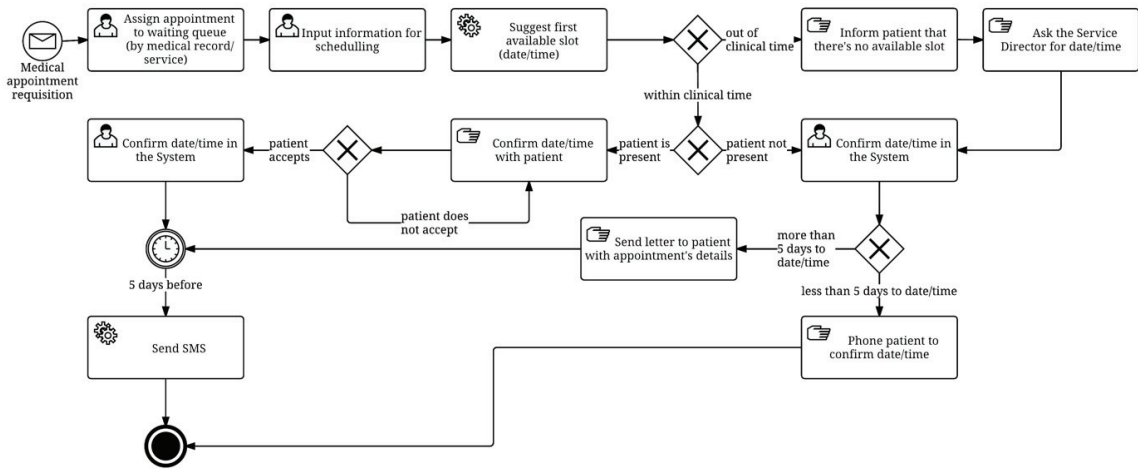 Medical
appointment
requisition
Assign appointment
to waiting queue
(by medical record/
service)
Input information for
schedulling
Suggest first
available slot
(date/time)
out of
clinical time
Inform patient that
there's no available slot
Ask the Service
Director for date/time
within clinical time
Confirm date/time in
the System
patient
accepts
Confirm date/time
with patient
patient is
present
patient not
present
Confirm date/time in
the System
patient does
not accept
Send letter to patient
with appointment's details
more than
5 days to
date/time
5 days before
less than 5 days to date/time
Send SMS
Phone patient to
confirm date/time